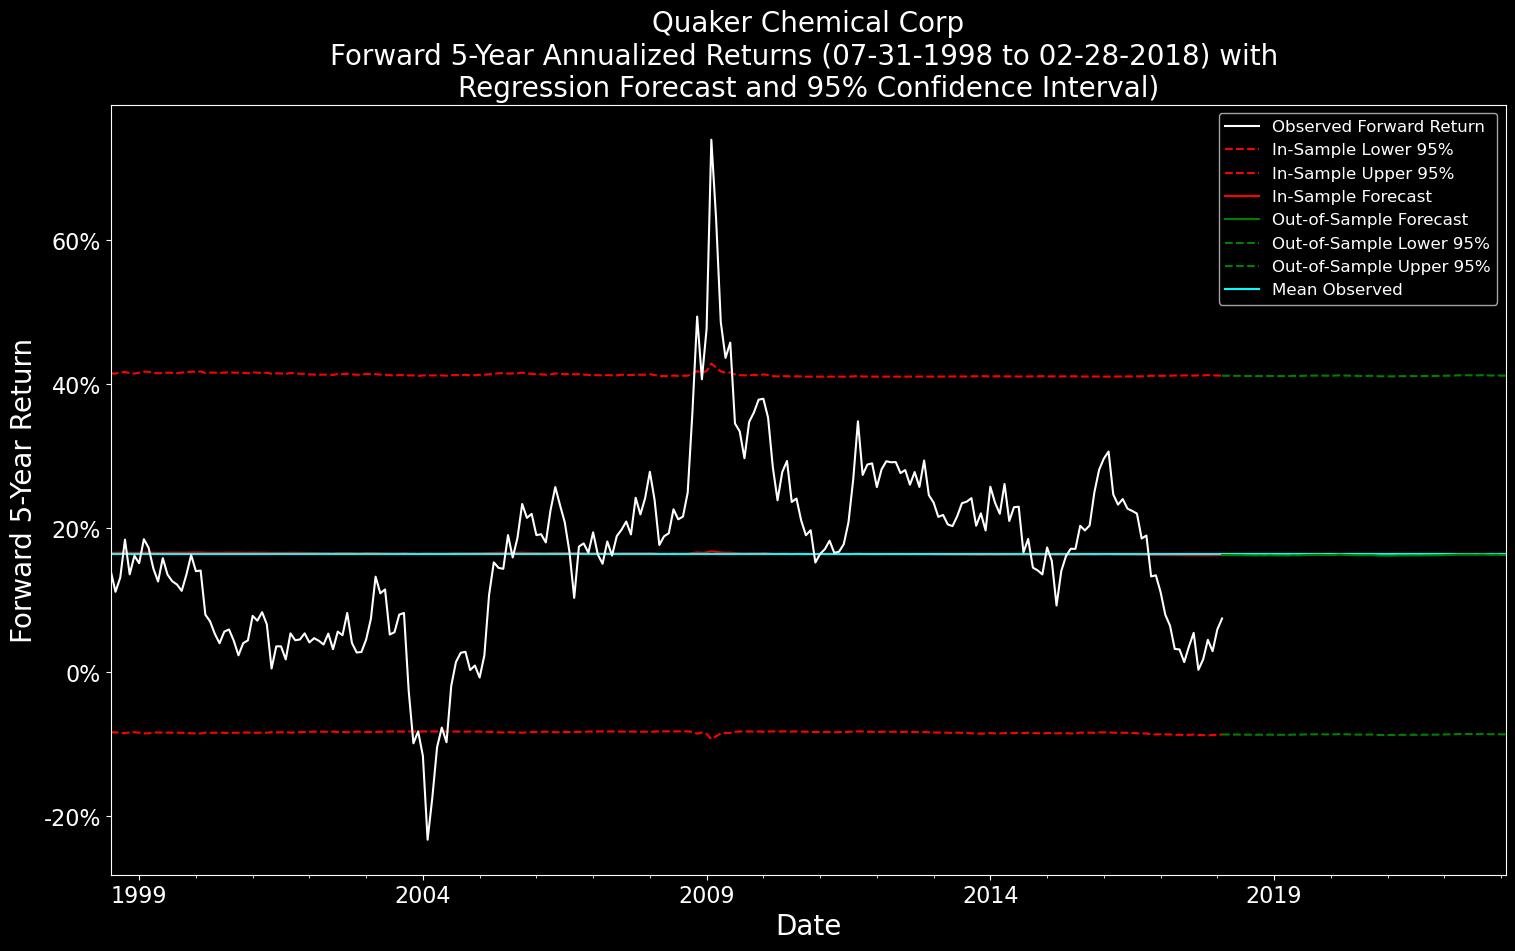 Quaker Chemical Corp
Forward 5-Year Annualized Returns (07-31-1998 to 02-28-2018) with
Regression Forecast and 95% Confidence Interval)
Observed Forward Return
In-Sample Lower 95%
In-Sample Upper 95%
In-Sample Forecast
Out-of-Sample Forecast
Out-of-Sample Lower 95%
Out-of-Sample Upper 95%
Mean Observed
Forward 5-Year Return
60%
40%
20%
0%
-20%
1999 2004 2009 2014 2019
Date